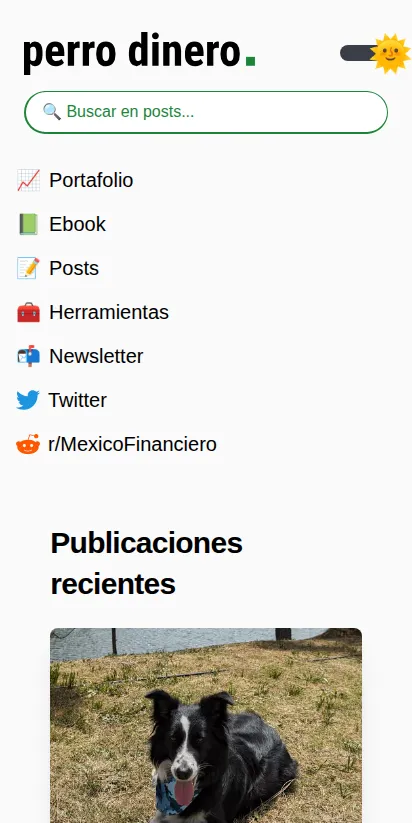 perro dinero.
🔍 Buscar en posts...
📈 Portafolio
📗 Ebook
📝 Posts
🧰 Herramientas
📬 Newsletter
Twitter
r/MexicoFinanciero
Publicaciones
recientes